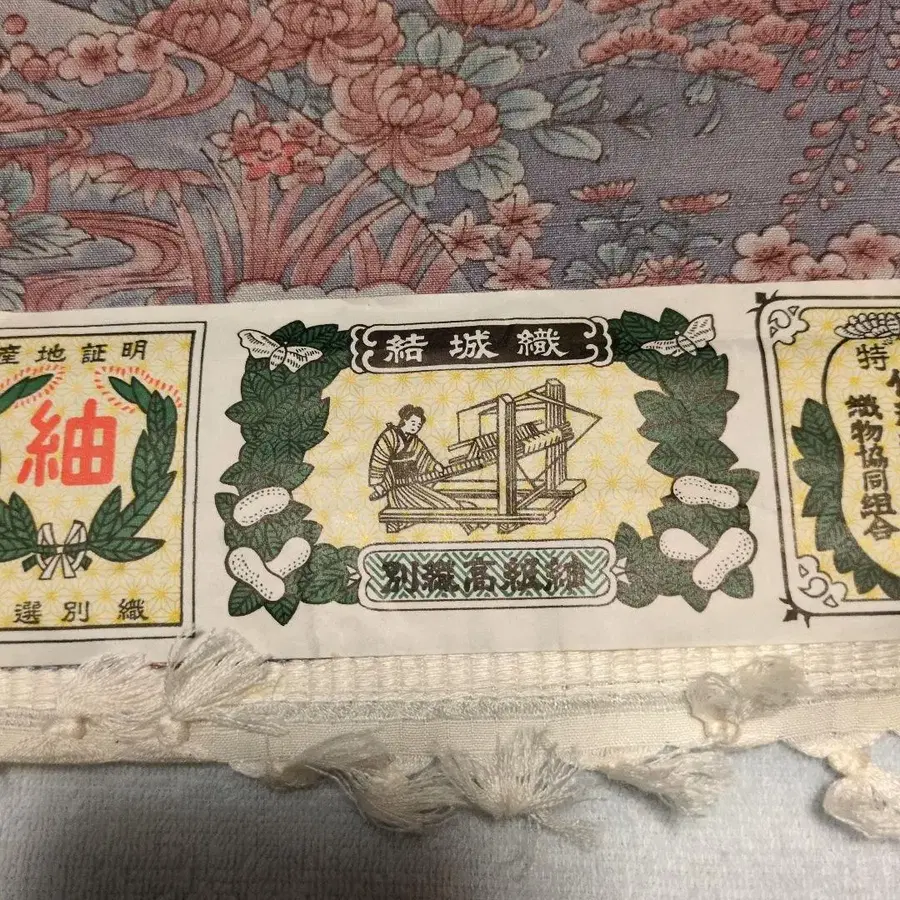 産地証明
紬
選別織
結城織
別織高級紬
特
織物協同組合